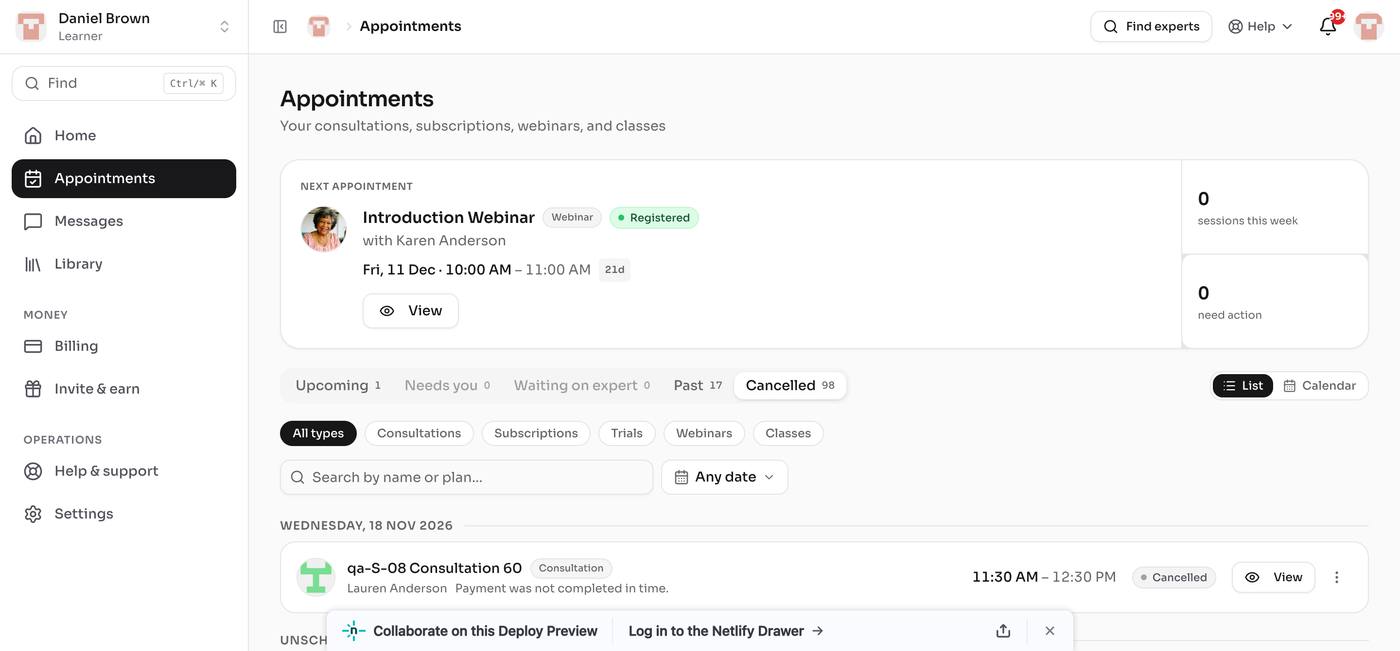 Daniel Brown
Learner
Appointments
Find experts
Help
99+
Find
Ctrl/⌘ K
Home
Appointments
Messages
Library
MONEY
Billing
Invite & earn
OPERATIONS
Help & support
Settings
Appointments
Your consultations, subscriptions, webinars, and classes
NEXT APPOINTMENT
Introduction Webinar Webinar Registered
with Karen Anderson
Fri, 11 Dec · 10:00 AM – 11:00 AM 21d
View
0
sessions this week
0
need action
Upcoming 1 Needs you 0 Waiting on expert 0 Past 17 Cancelled 98
List Calendar
All types Consultations Subscriptions Trials Webinars Classes
Search by name or plan...
Any date
WEDNESDAY, 18 NOV 2026
qa-S-08 Consultation 60 Consultation
Lauren Anderson Payment was not completed in time.
11:30 AM – 12:30 PM Cancelled View
UNSCH
Collaborate on this Deploy Preview Log in to the Netlify Drawer →